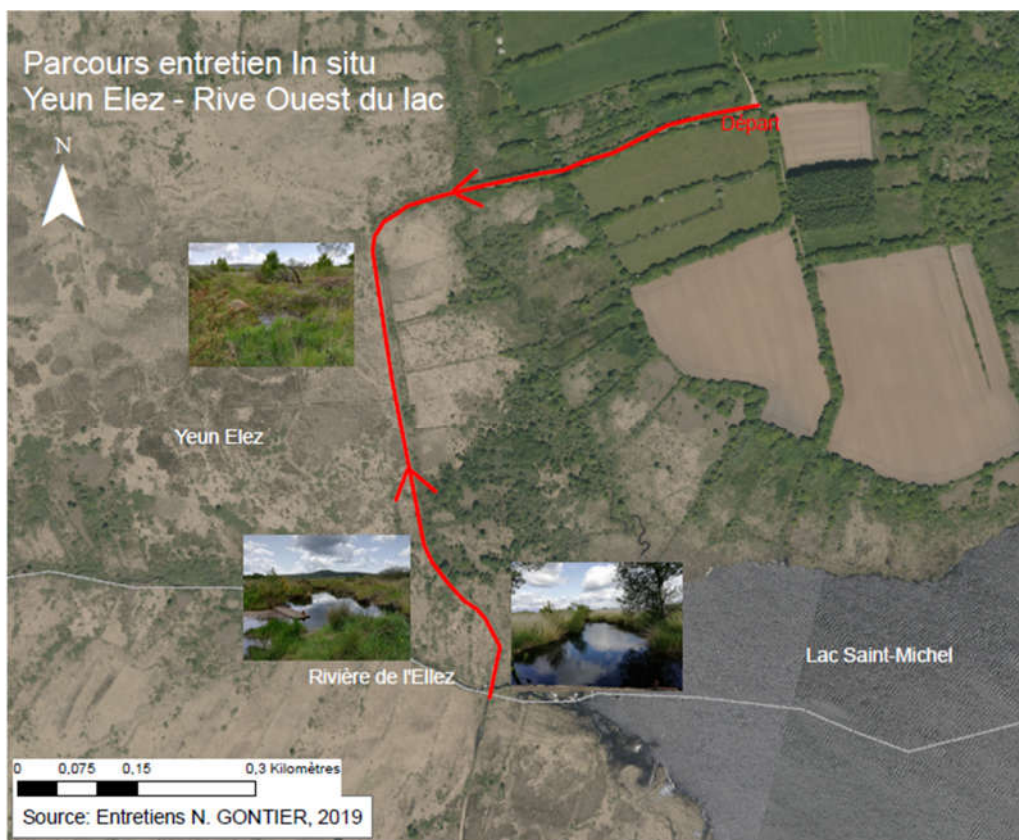 Parcours entretien In situ
Yeun Elez - Rive Ouest du lac
N
Départ
Yeun Elez
Rivière de l'Ellez
Lac Saint-Michel
0 0,075 0,15 0,3 Kilomètres
Source: Entretiens N. GONTIER, 2019